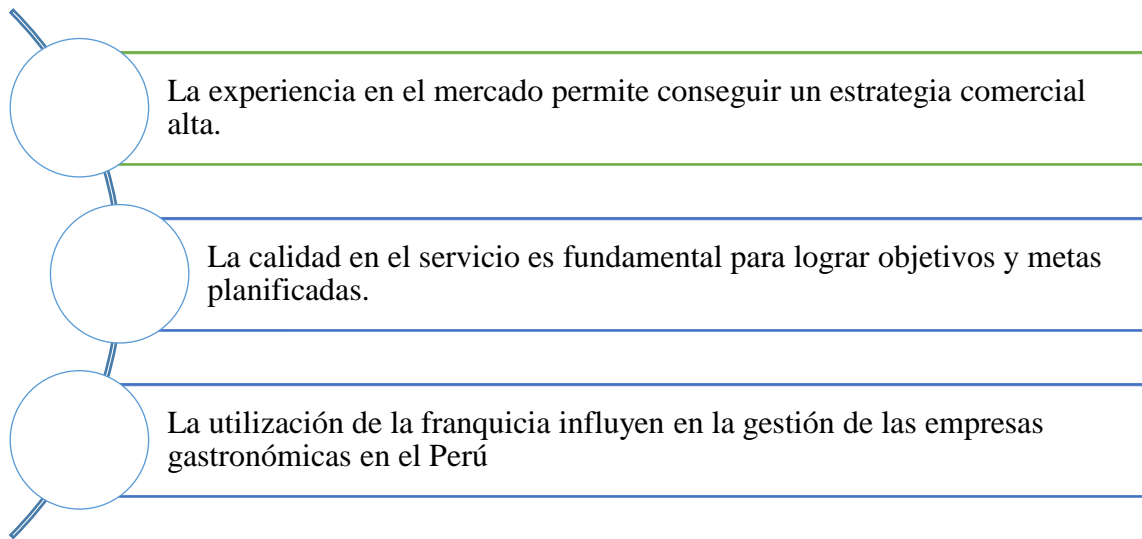 La experiencia en el mercado permite conseguir un estrategia comercial
alta.
La calidad en el servicio es fundamental para lograr objetivos y metas
planificadas.
La utilización de la franquicia influyen en la gestión de las empresas
gastronómicas en el Perú